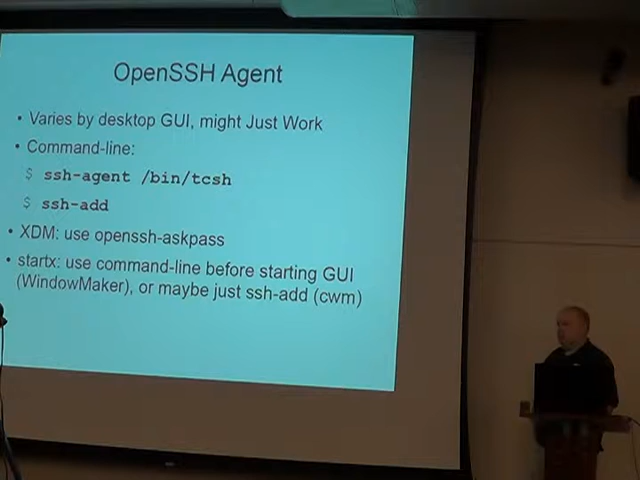 OpenSSH Agent
• Varies by desktop GUI, might Just Work
• Command-line:
$ ssh-agent /bin/tcsh
$ ssh-add
• XDM: use openssh-askpass
• startx: use command-line before starting GUI
(WindowMaker), or maybe just ssh-add (cwm)